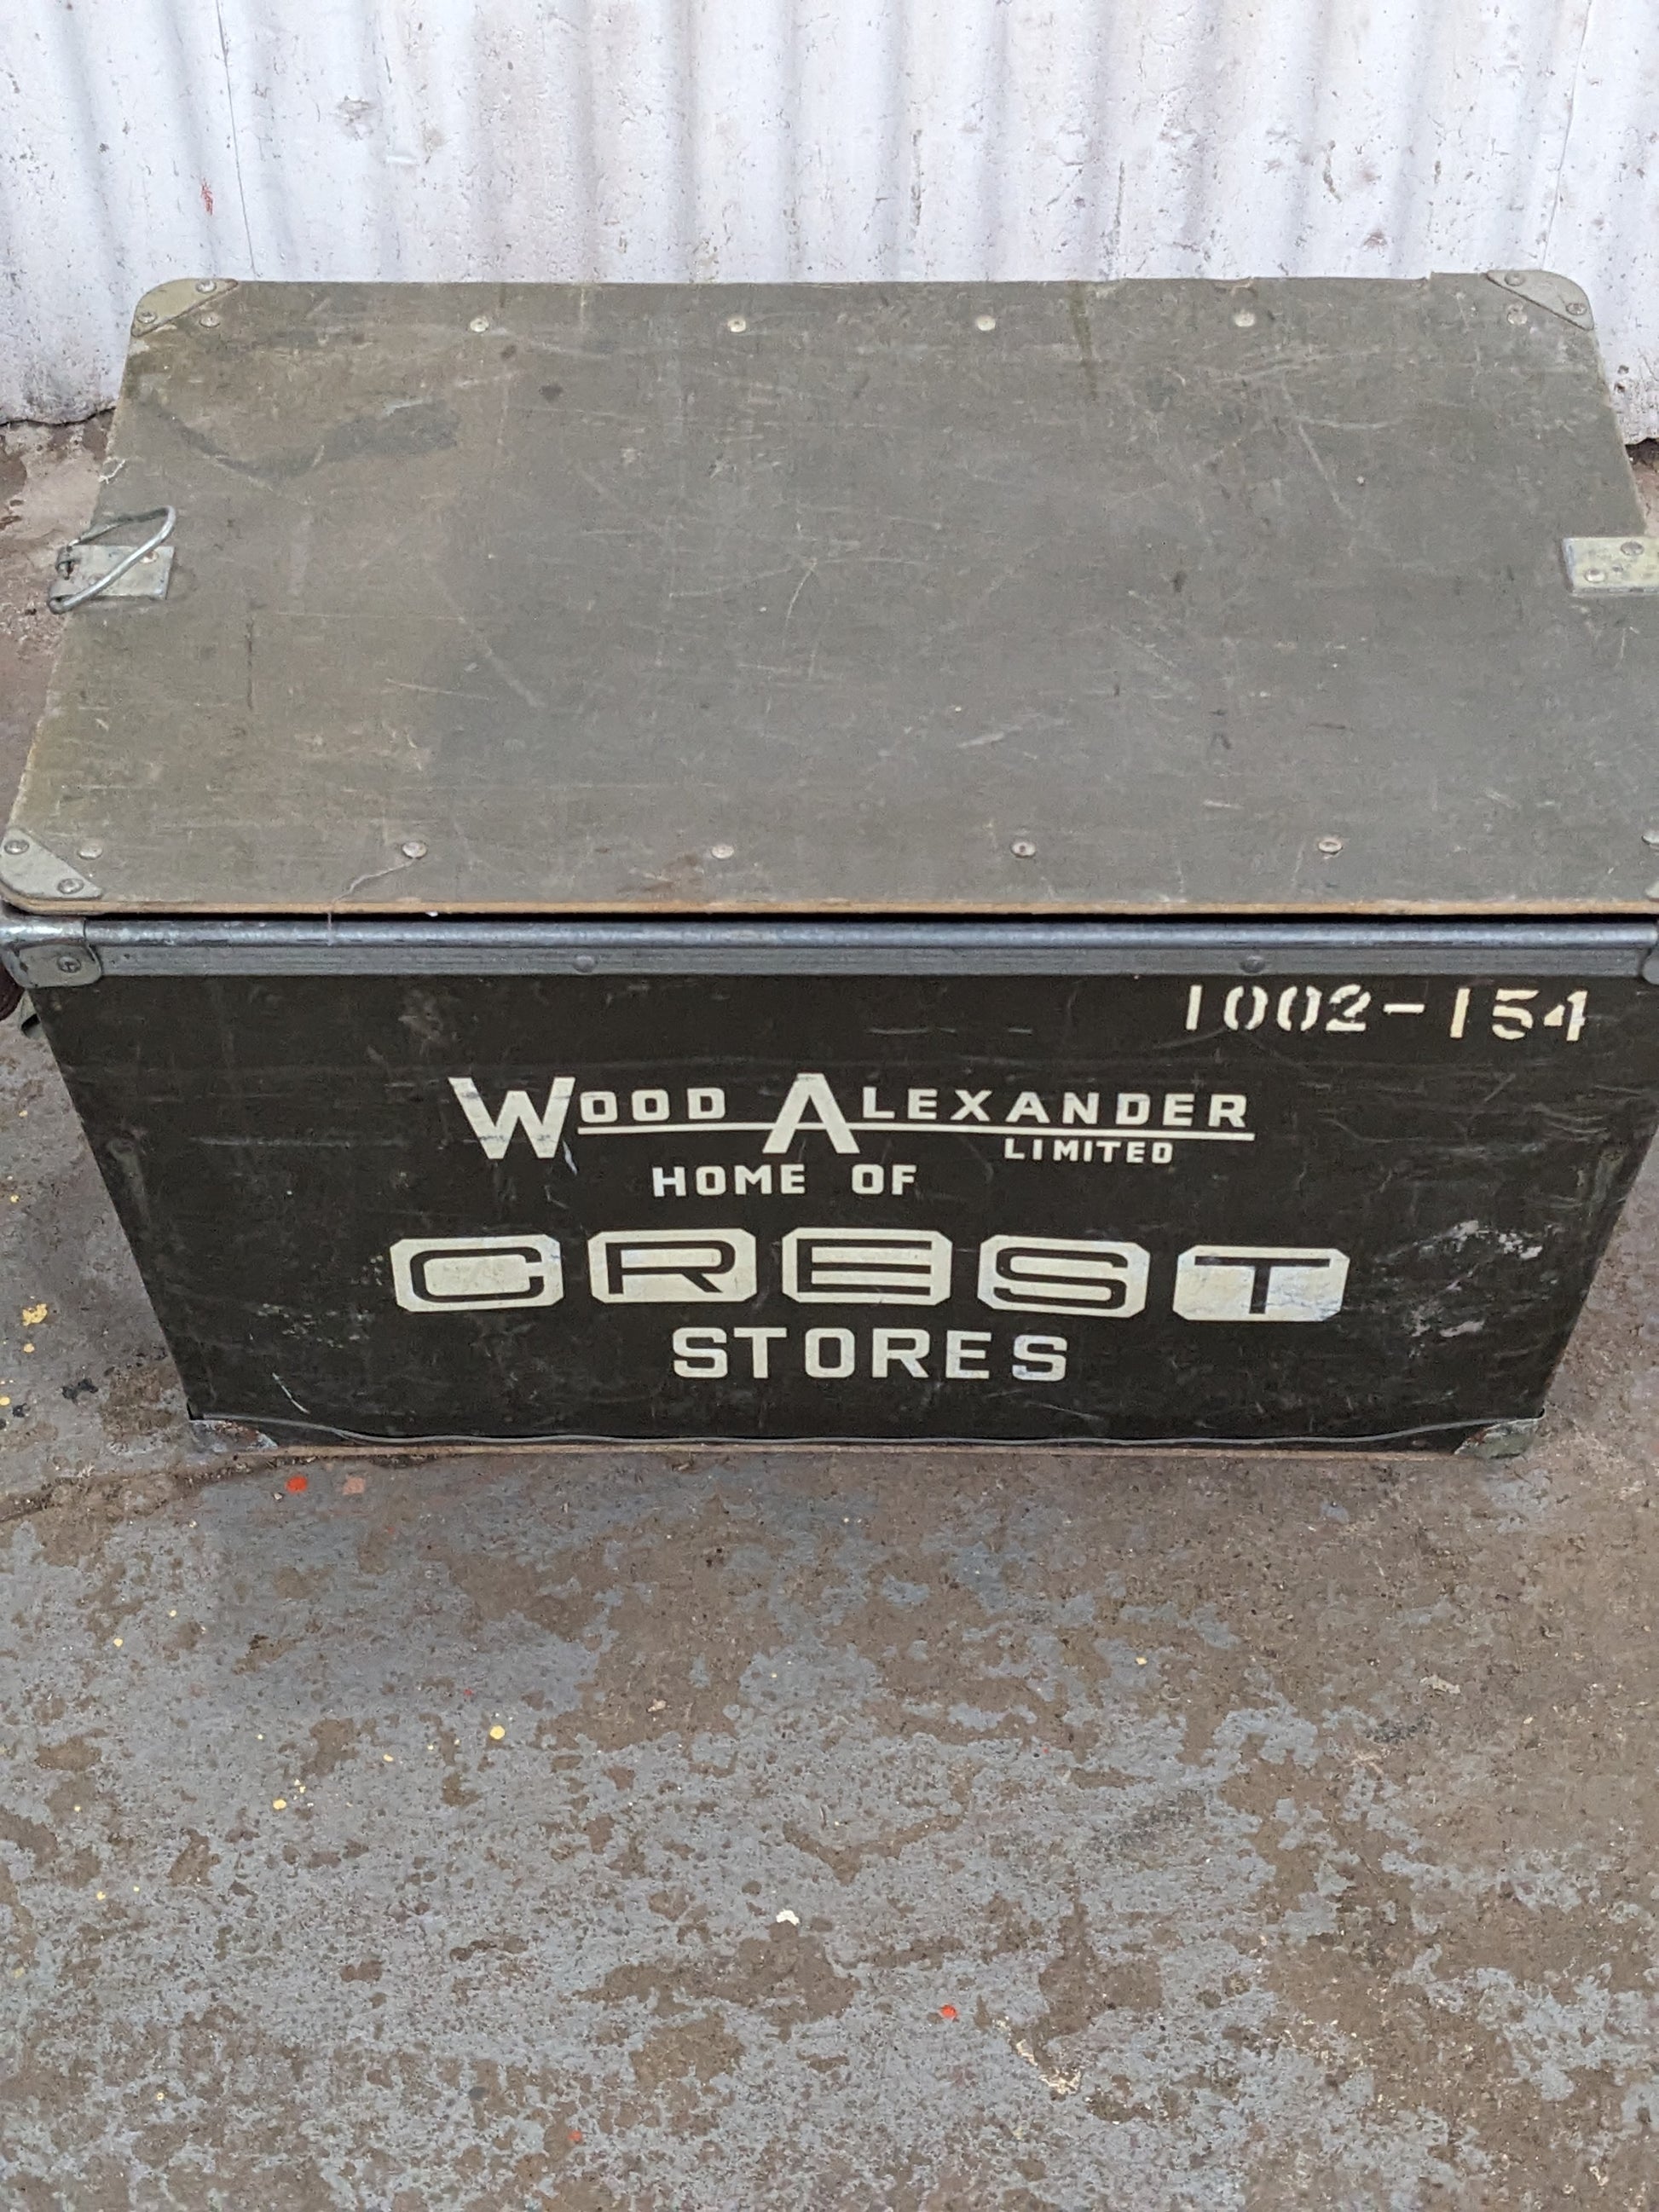 1002-154
WOOD ALEXANDER
LIMITED
HOME OF
CREST
STORES